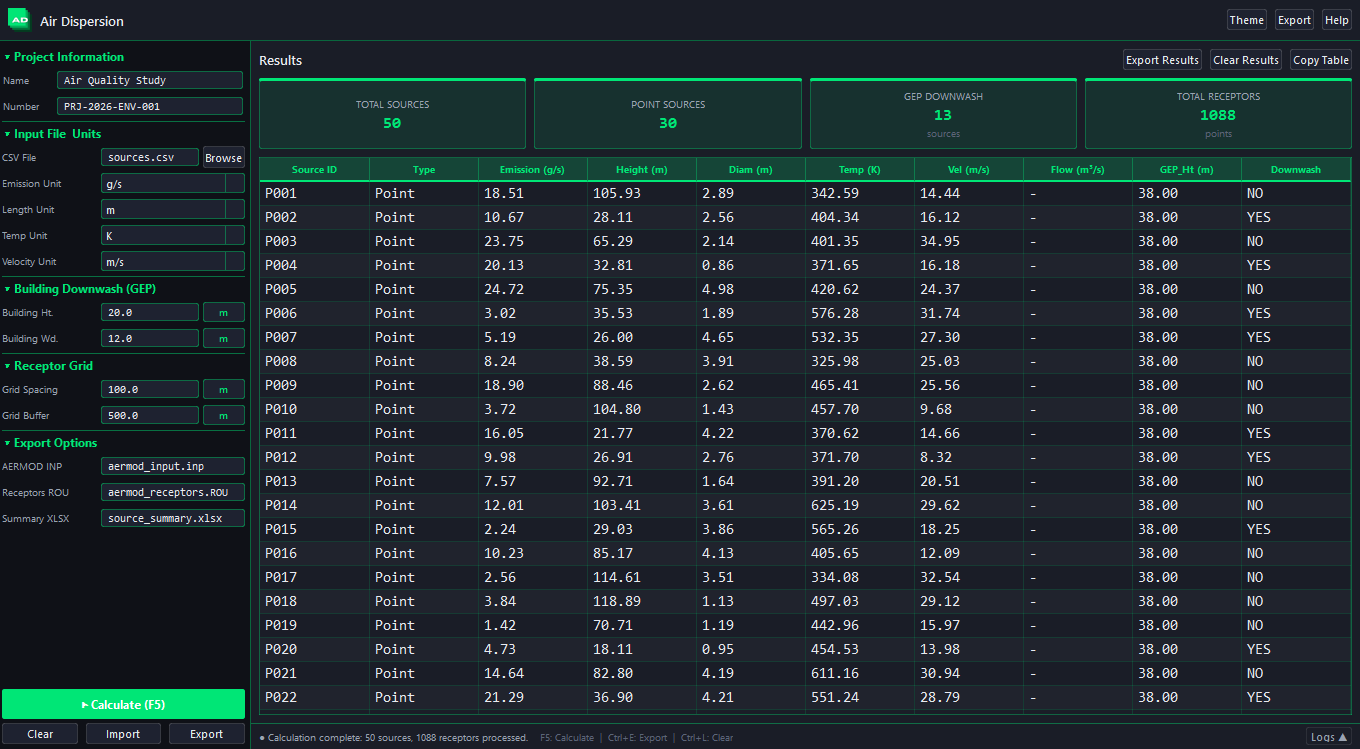 AD Air Dispersion Theme Export Help
▾ Project Information
Name Air Quality Study
Number PRJ-2026-ENV-001
▾ Input File Units
CSV File sources.csv Browse
Emission Unit g/s
Length Unit m
Temp Unit K
Velocity Unit m/s
▾ Building Downwash (GEP)
Building Ht. 20.0 m
Building Wd. 12.0 m
▾ Receptor Grid
Grid Spacing 100.0 m
Grid Buffer 500.0 m
▾ Export Options
AERMOD INP aermod_input.inp
Receptors ROU aermod_receptors.ROU
Summary XLSX source_summary.xlsx
▸ Calculate (F5)
Clear Import Export
Results Export Results Clear Results Copy Table
TOTAL SOURCES
50
POINT SOURCES
30
GEP DOWNWASH
13
sources
TOTAL RECEPTORS
1088
points
Source ID Type Emission (g/s) Height (m) Diam (m) Temp (K) Vel (m/s) Flow (m³/s) GEP_Ht (m) Downwash
P001 Point 18.51 105.93 2.89 342.59 14.44 - 38.00 NO
P002 Point 10.67 28.11 2.56 404.34 16.12 - 38.00 YES
P003 Point 23.75 65.29 2.14 401.35 34.95 - 38.00 NO
P004 Point 20.13 32.81 0.86 371.65 16.18 - 38.00 YES
P005 Point 24.72 75.35 4.98 420.62 24.37 - 38.00 NO
P006 Point 3.02 35.53 1.89 576.28 31.74 - 38.00 YES
P007 Point 5.19 26.00 4.65 532.35 27.30 - 38.00 YES
P008 Point 8.24 38.59 3.91 325.98 25.03 - 38.00 NO
P009 Point 18.90 88.46 2.62 465.41 25.56 - 38.00 NO
P010 Point 3.72 104.80 1.43 457.70 9.68 - 38.00 NO
P011 Point 16.05 21.77 4.22 370.62 14.66 - 38.00 YES
P012 Point 9.98 26.91 2.76 371.70 8.32 - 38.00 YES
P013 Point 7.57 92.71 1.64 391.20 20.51 - 38.00 NO
P014 Point 12.01 103.41 3.61 625.19 29.62 - 38.00 NO
P015 Point 2.24 29.03 3.86 565.26 18.25 - 38.00 YES
P016 Point 10.23 85.17 4.13 405.65 12.09 - 38.00 NO
P017 Point 2.56 114.61 3.51 334.08 32.54 - 38.00 NO
P018 Point 3.84 118.89 1.13 497.03 29.12 - 38.00 NO
P019 Point 1.42 70.71 1.19 442.96 15.97 - 38.00 NO
P020 Point 4.73 18.11 0.95 454.53 13.98 - 38.00 YES
P021 Point 14.64 82.80 4.19 611.16 30.94 - 38.00 NO
P022 Point 21.29 36.90 4.21 551.24 28.79 - 38.00 YES
● Calculation complete: 50 sources, 1088 receptors processed. F5: Calculate | Ctrl+E: Export | Ctrl+L: Clear Logs ▲